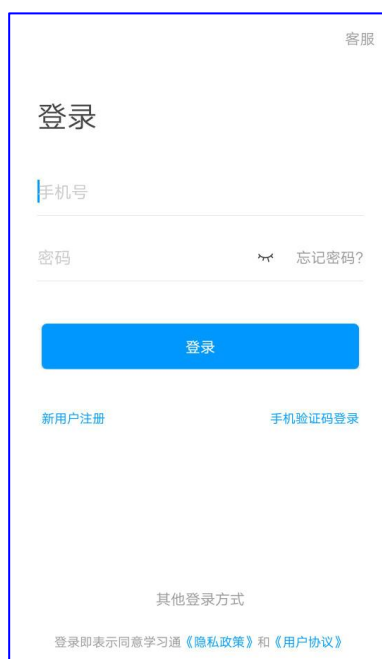 客服
登录
手机号
密码 忘记密码?
登录
新用户注册 手机验证码登录
其他登录方式
登录即表示同意学习通《隐私政策》和《用户协议》